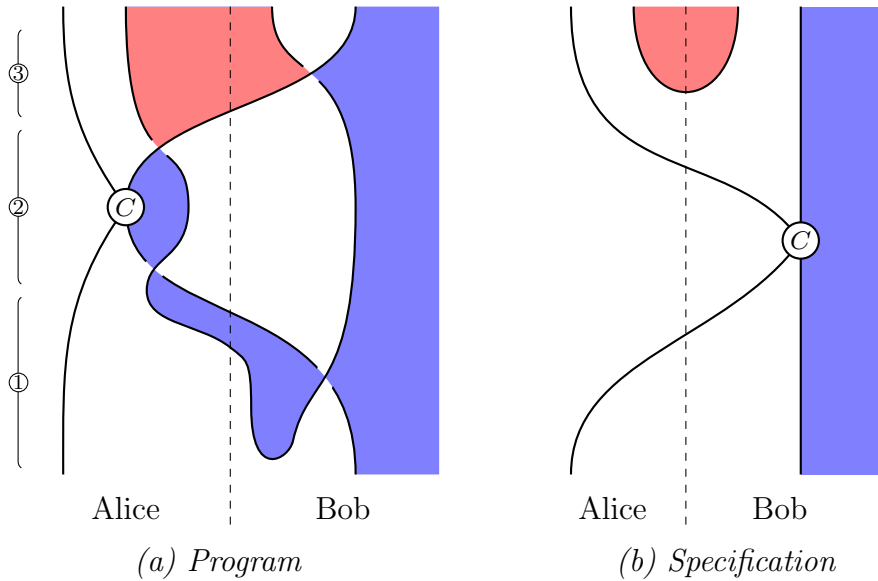 ③
②
①
C
C
Alice
Bob
Alice
Bob
(a) Program
(b) Specification